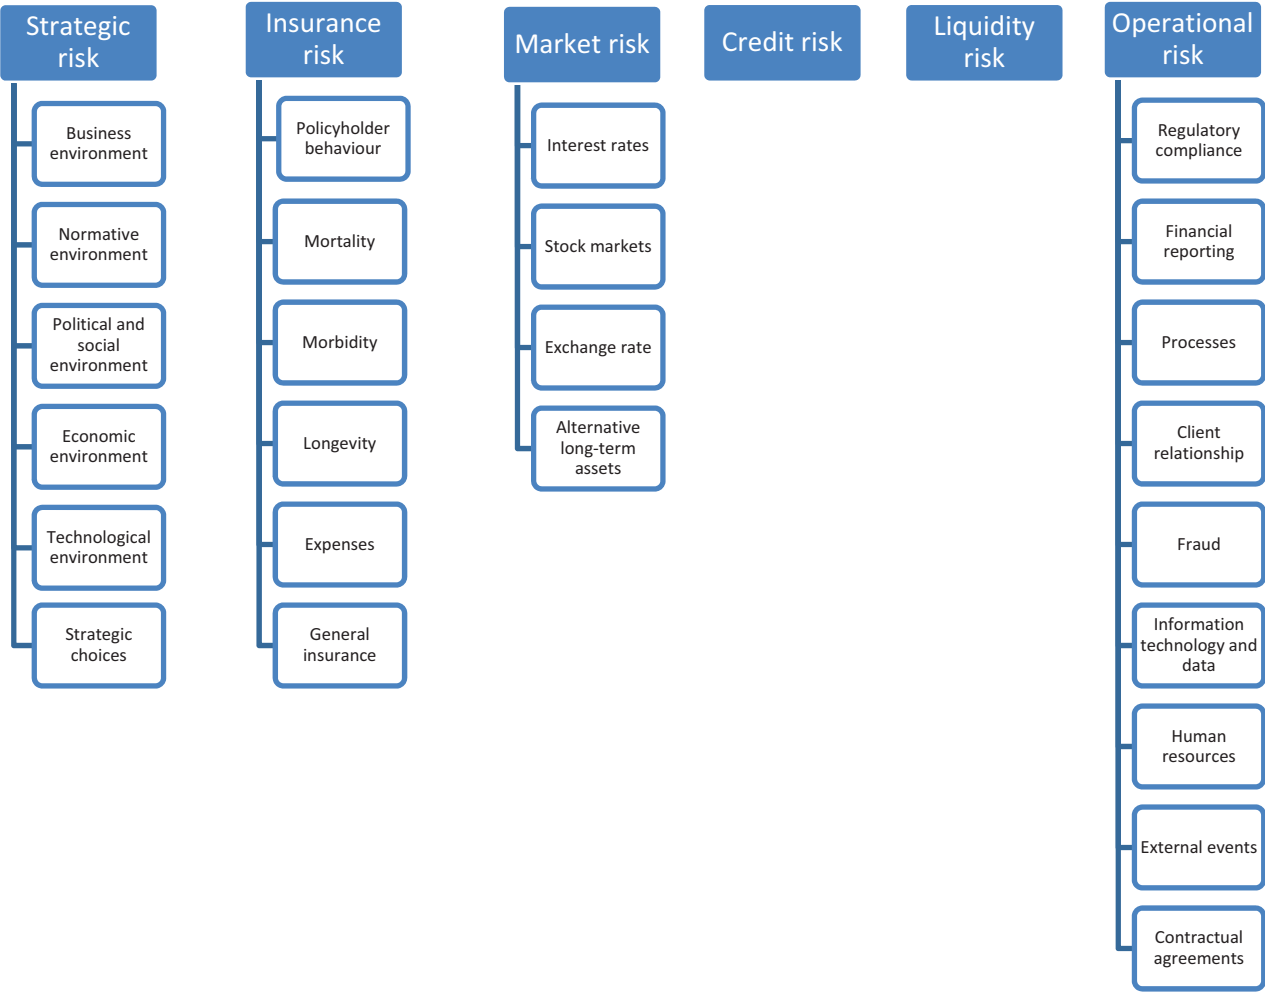 Strategic
risk
Business
environment
Normative
environment
Political and
social
environment
Economic
environment
Technological
environment
Strategic
choices
Insurance
risk
Policyholder
behaviour
Mortality
Morbidity
Longevity
Expenses
General
insurance
Market risk
Interest rates
Stock markets
Exchange rate
Alternative
long-term
assets
Credit risk
Liquidity
risk
Operational
risk
Regulatory
compliance
Financial
reporting
Processes
Client
relationship
Fraud
Information
technology and
data
Human
resources
External events
Contractual
agreements